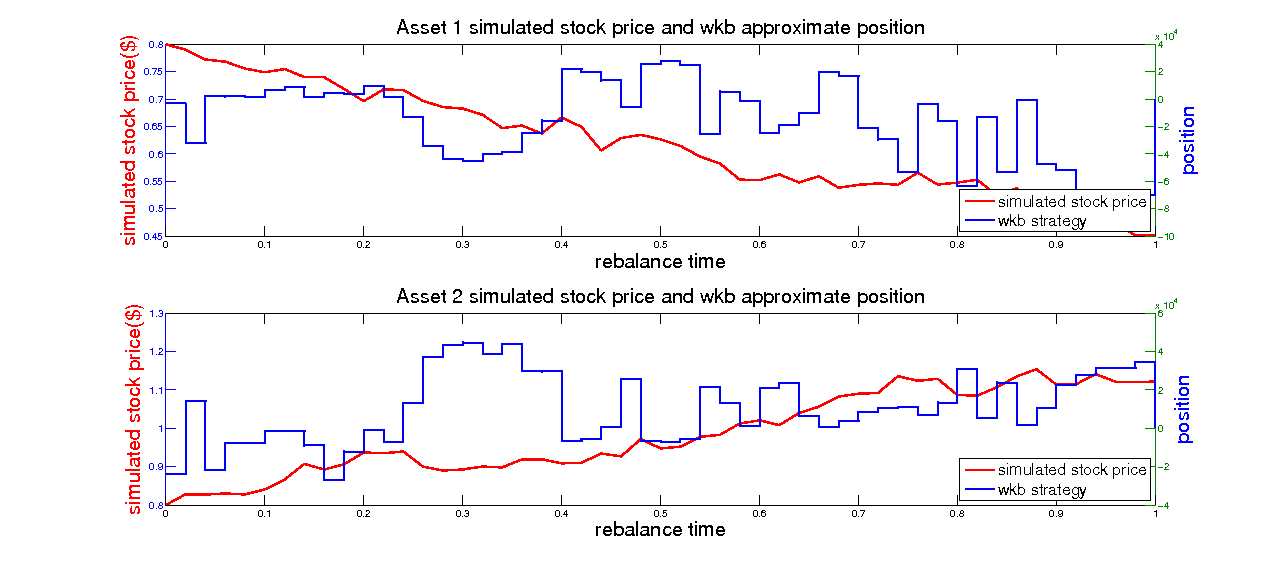 Asset 1 simulated stock price and wkb approximate position
x 10^4
simulated stock price($)
0.8
0.75
0.7
0.65
0.6
0.55
0.5
0.45
4
2
0
−2
−4
−6
−8
−10
position
simulated stock price
wkb strategy
0 0.1 0.2 0.3 0.4 0.5 0.6 0.7 0.8 0.9 1
rebalance time
Asset 2 simulated stock price and wkb approximate position
x 10^4
simulated stock price($)
1.3
1.2
1.1
1
0.9
0.8
6
4
2
0
−2
−4
position
simulated stock price
wkb strategy
0 0.1 0.2 0.3 0.4 0.5 0.6 0.7 0.8 0.9 1
rebalance time